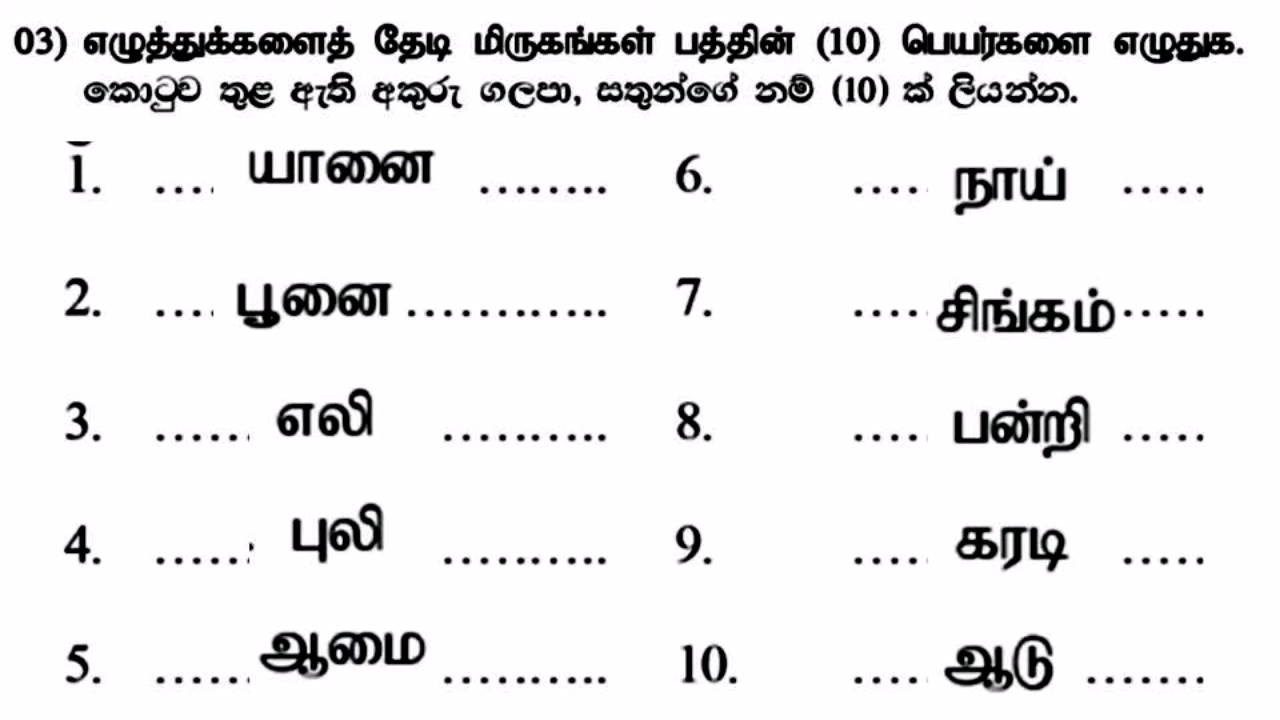 03) எழுத்துக்களைத் தேடி மிருகங்கள் பத்தின் (10) பெயர்களை எழுதுக.
කොටුව තුළ ඇති අකුරු ගලපා, සතුන්ගේ නම් (10) ක් ලියන්න.
1. .... யானை ........ 6. .... நாய் .....
2. .... பூனை ............ 7. .... சிங்கம் .....
3. ...... எலி .......... 8. .... பன்றி .....
4. ...... புலி .......... 9. .... கரடி .....
5. ...... ஆமை .......... 10. .... ஆடு .......